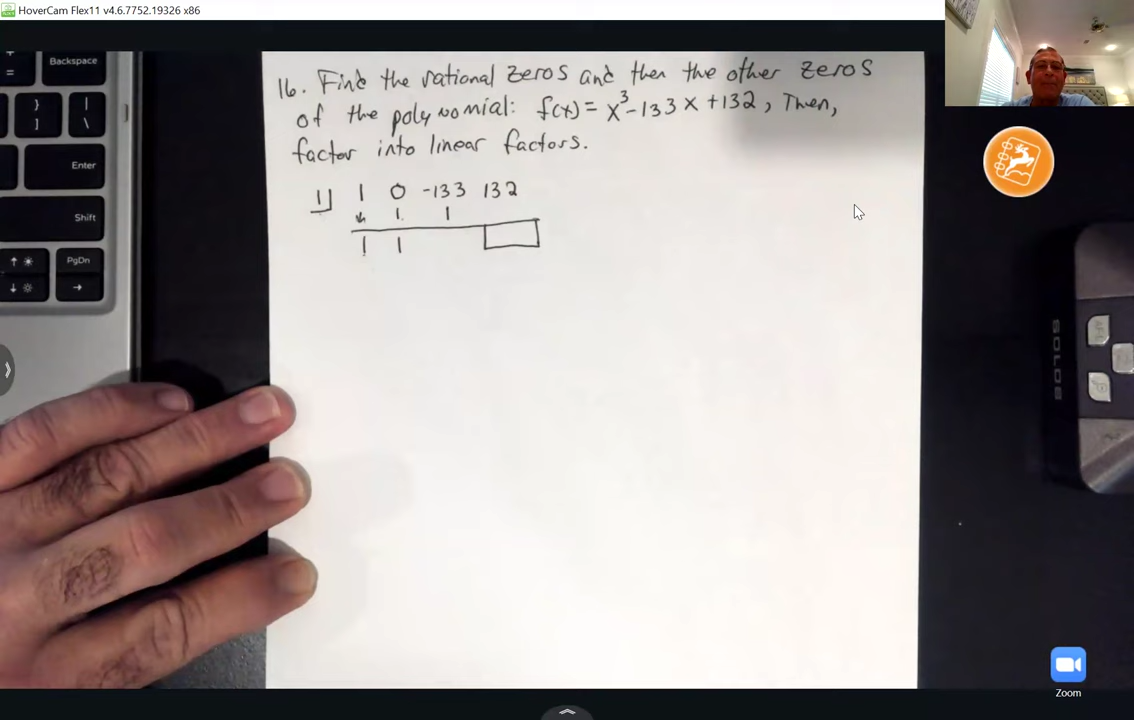 HoverCam Flex11 v4.6.7752.19326 x86
16. Find the rational zeros and then the other zeros
of the polynomial: f(x) = x³-133x+132, Then,
factor into linear factors.
1 1 0 -133 132
1 1
1 1
Backspace
+
=
}
]
|
\
Enter
Shift
PgDn
SOLO8
Zoom